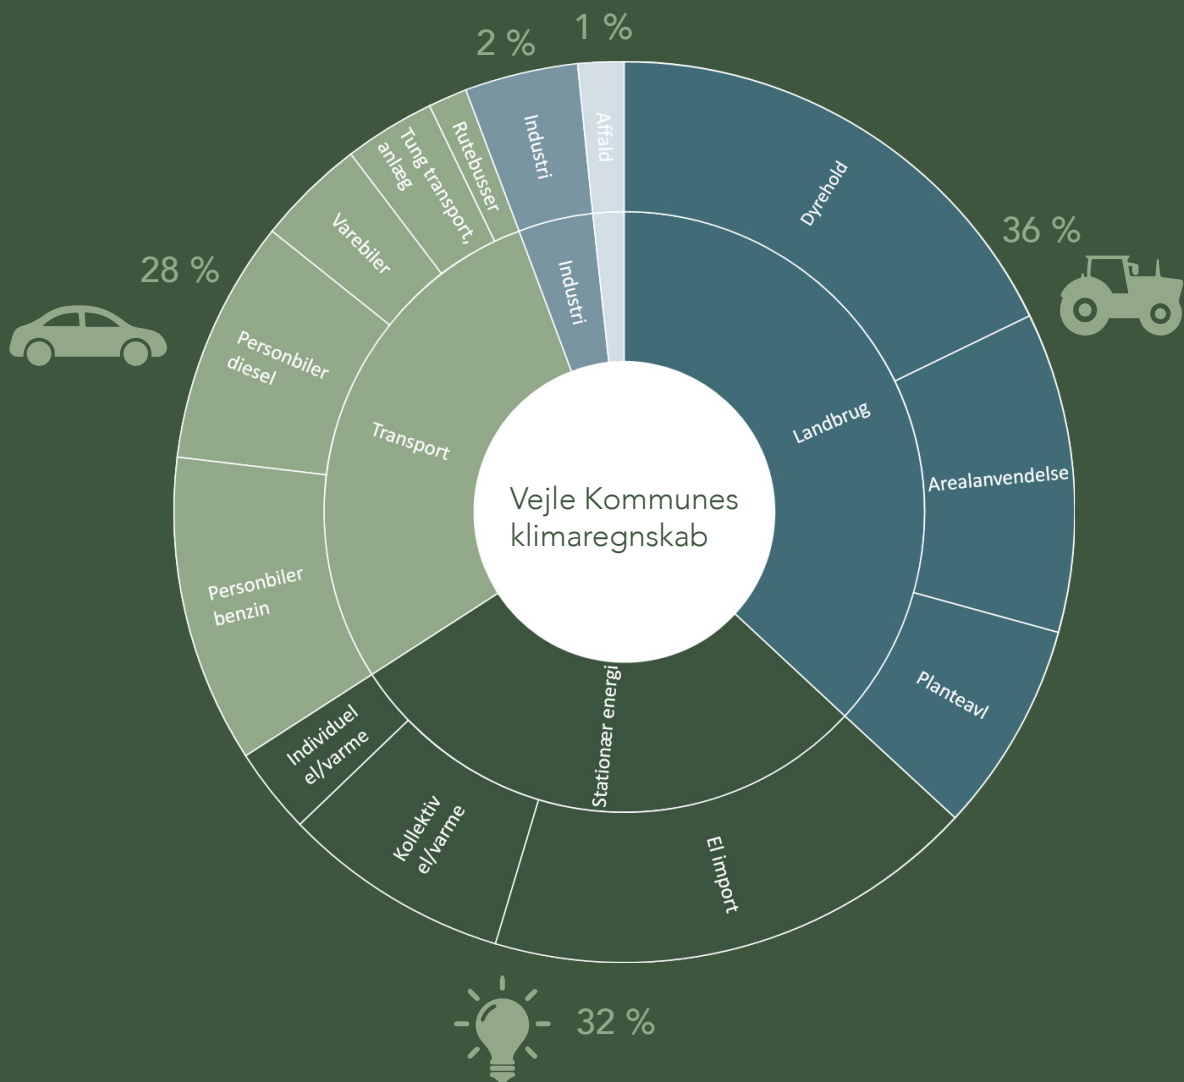 1 %
2 %
36 %
28 %
32 %
Vejle Kommunes
klimaregnskab
Landbrug
Dyrehold
Arealanvendelse
Planteavl
Stationær energi
El import
Kollektiv
el/varme
Individuel
el/varme
Transport
Personbiler
benzin
Personbiler
diesel
Varebiler
Tung transport,
anlæg
Rutebusser
Industri
Industri
Affald